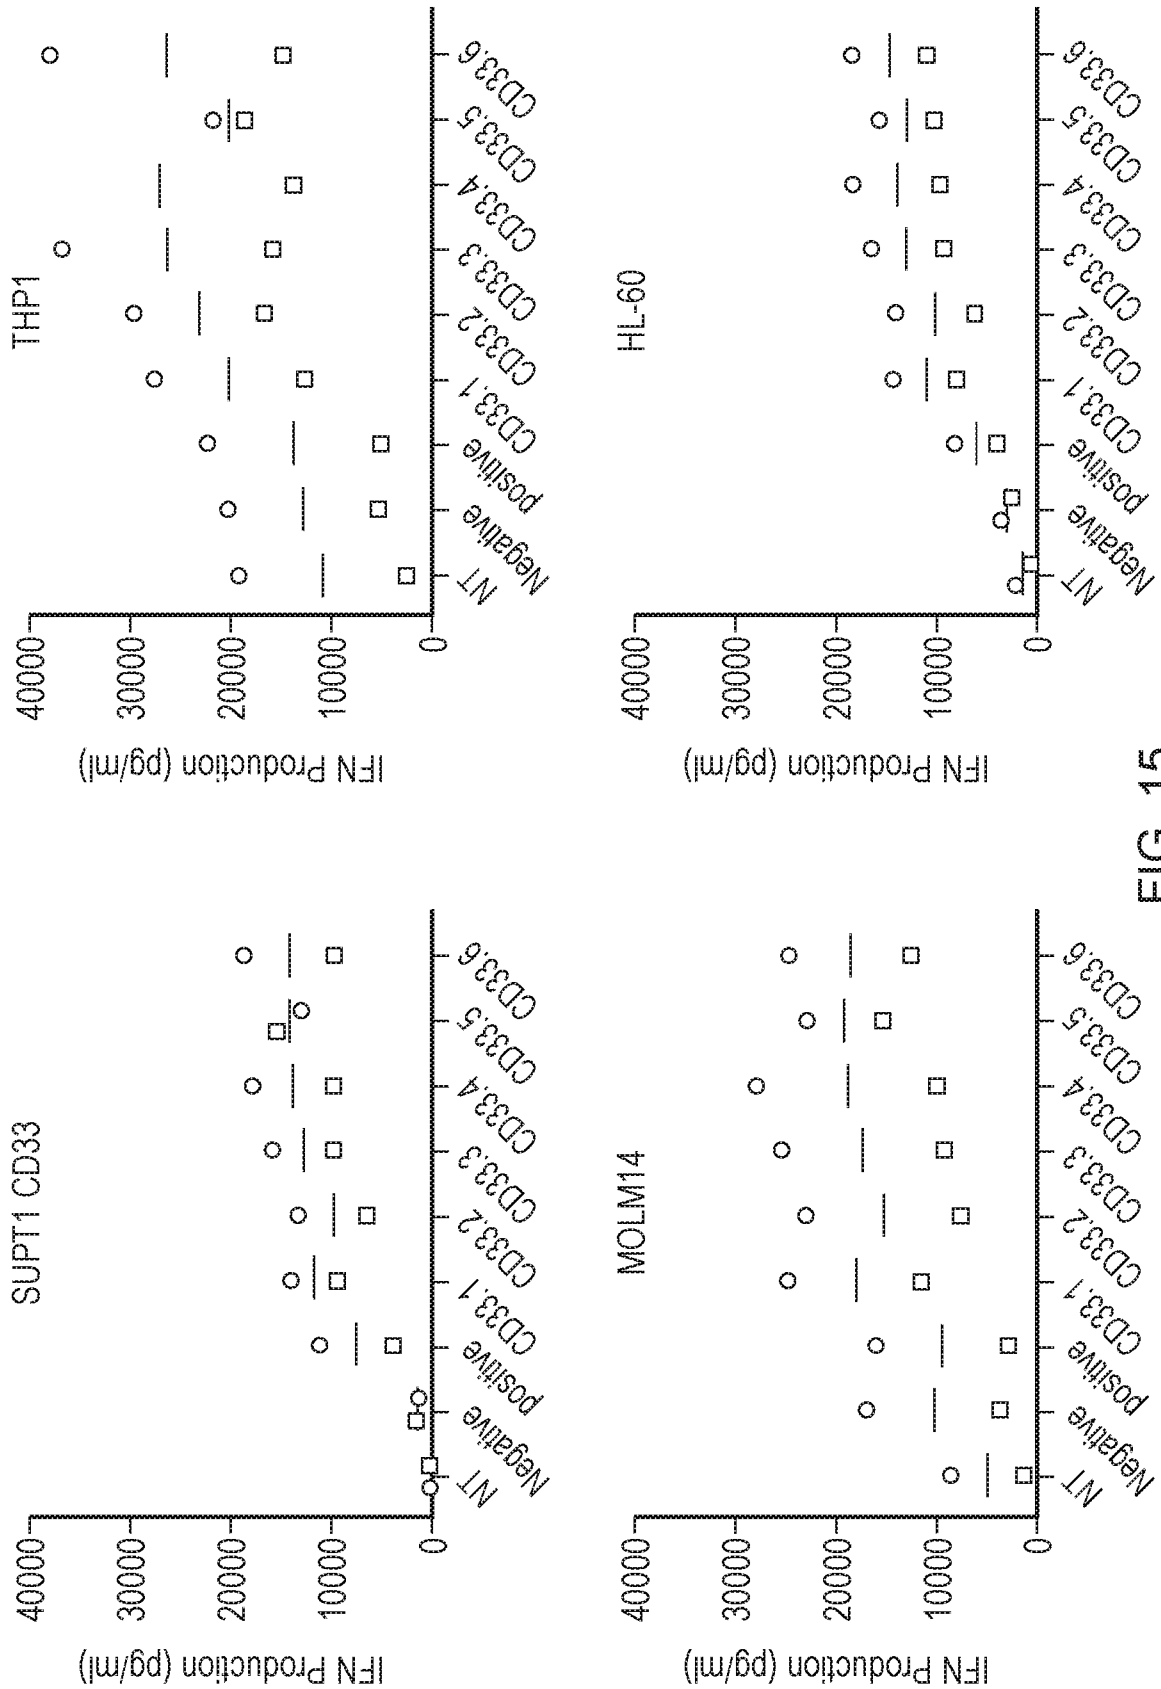 SUPT1 CD33
IFN Production (pg/ml)
40000
30000
20000
10000
0
NT
Negative
positive
CD33.1
CD33.2
CD33.3
CD33.4
CD33.5
CD33.6
THP1
IFN Production (pg/ml)
40000
30000
20000
10000
0
NT
Negative
positive
CD33.1
CD33.2
CD33.3
CD33.4
CD33.5
CD33.6
MOLM14
IFN Production (pg/ml)
40000
30000
20000
10000
0
NT
Negative
positive
CD33.1
CD33.2
CD33.3
CD33.4
CD33.5
CD33.6
HL-60
IFN Production (pg/ml)
40000
30000
20000
10000
0
NT
Negative
positive
CD33.1
CD33.2
CD33.3
CD33.4
CD33.5
CD33.6
FIG. 15